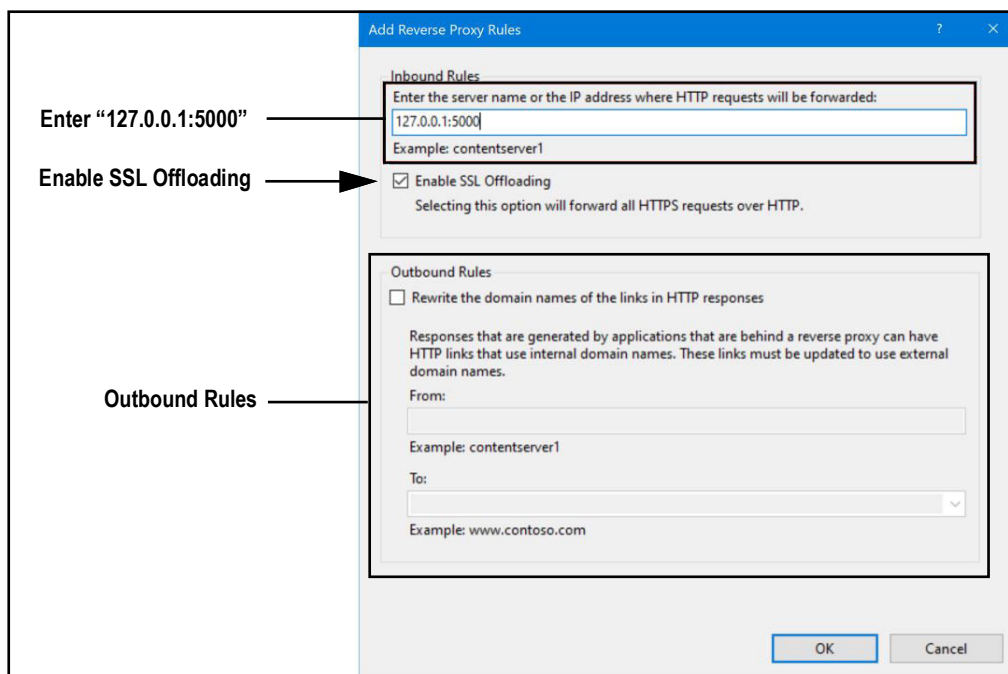 Add Reverse Proxy Rules ? ×
Inbound Rules
Enter the server name or the IP address where HTTP requests will be forwarded:
Enter “127.0.0.1:5000”
127.0.0.1:5000
Example: contentserver1
Enable SSL Offloading
Enable SSL Offloading
Selecting this option will forward all HTTPS requests over HTTP.
Outbound Rules
Rewrite the domain names of the links in HTTP responses
Responses that are generated by applications that are behind a reverse proxy can have
HTTP links that use internal domain names. These links must be updated to use external
domain names.
Outbound Rules
From:
Example: contentserver1
To:
Example: www.contoso.com
OK Cancel